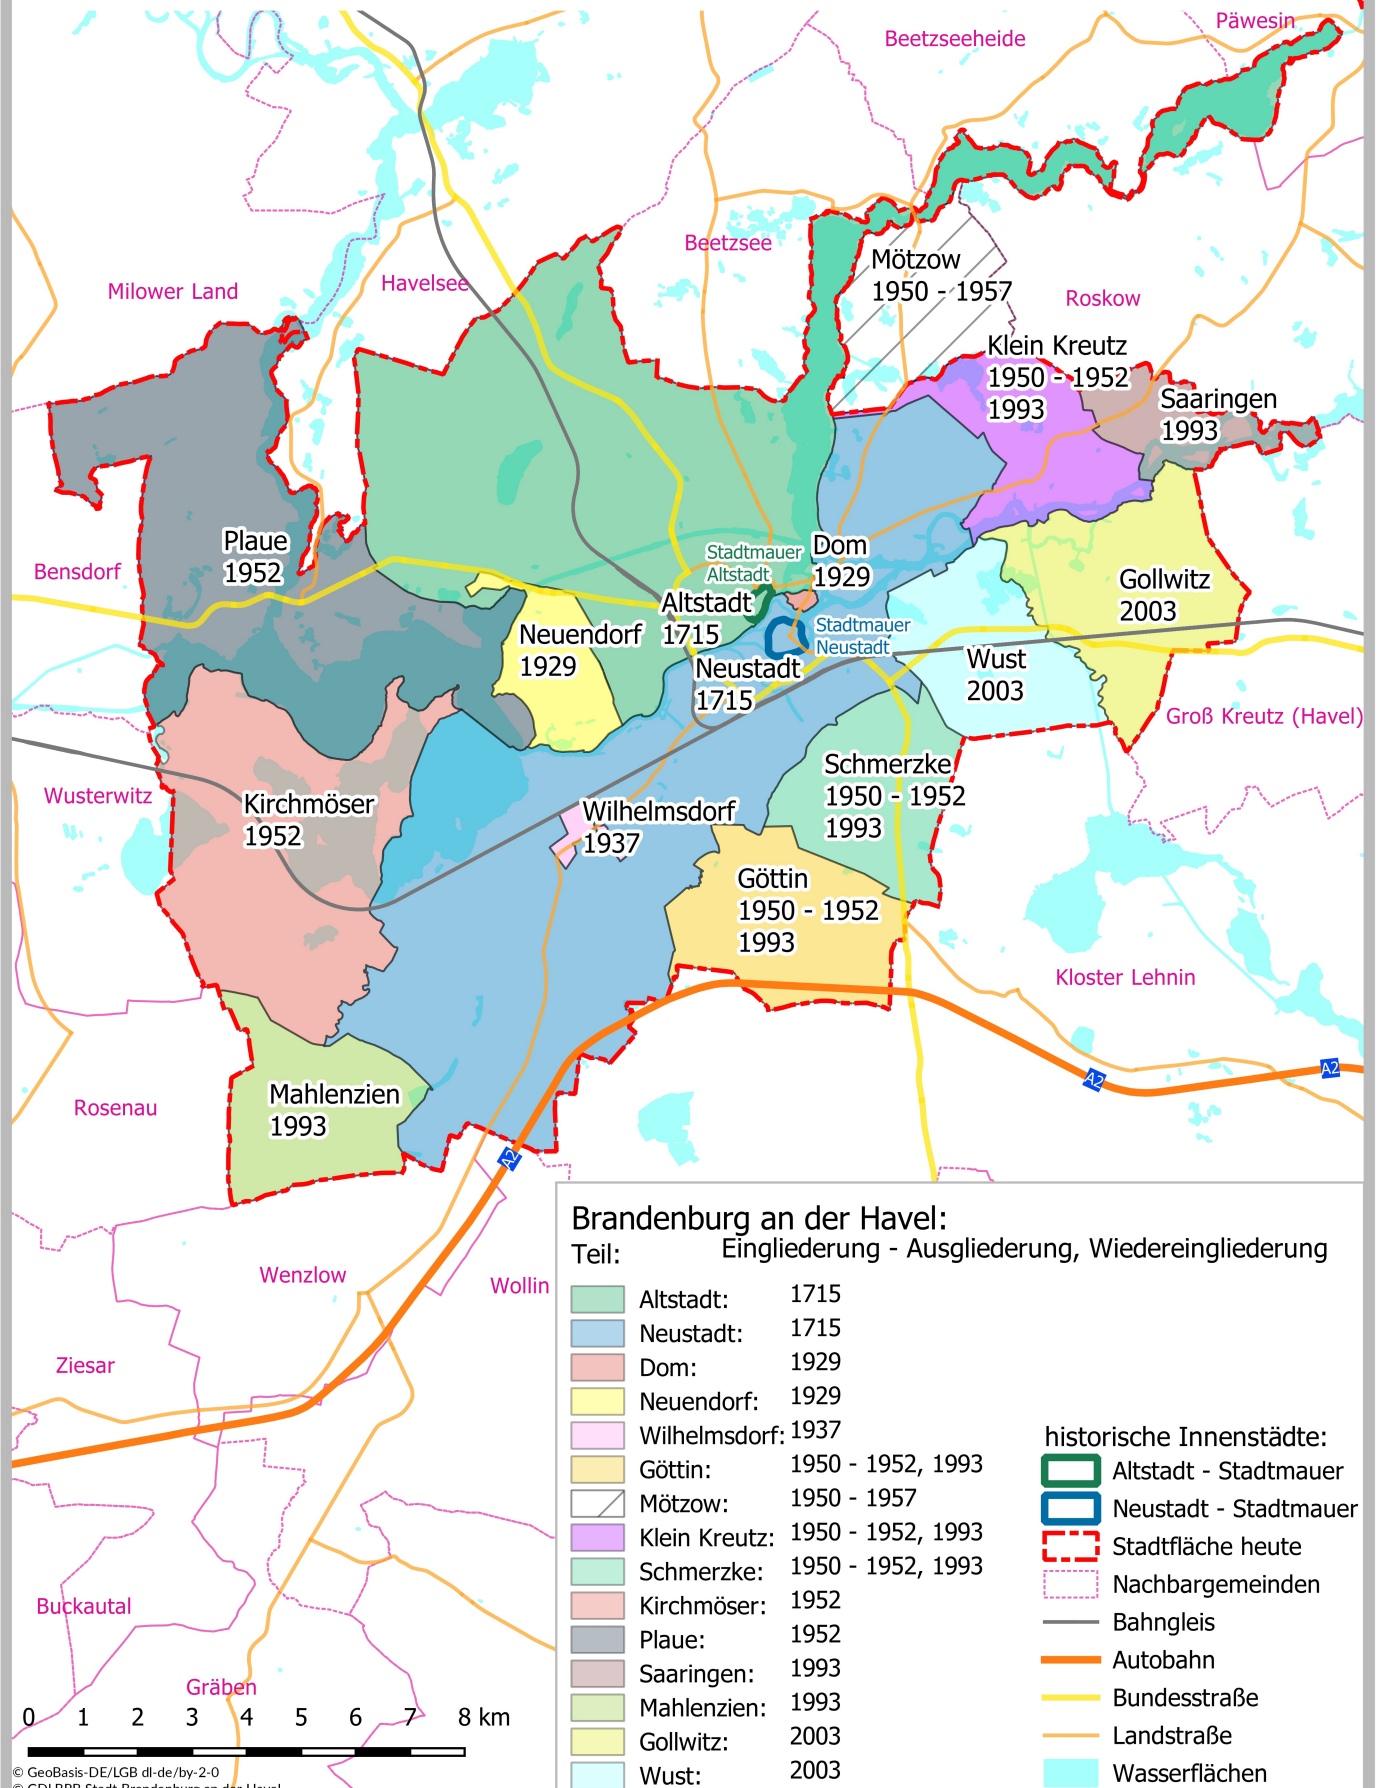 Päwesin
Beetzseeheide
Beetzsee
Mötzow
1950 - 1957
Milower Land
Havelsee
Roskow
Klein Kreutz
1950 - 1952
1993
Saaringen
1993
Plaue
1952
Bensdorf
Stadtmauer
Altstadt
Dom
1929
Gollwitz
2003
Altstadt
1715
Neuendorf
1929
Stadtmauer
Neustadt
Neustadt
1715
Wust
2003
Groß Kreutz (Havel)
Wusterwitz
Kirchmöser
1952
Schmerzke
1950 - 1952
1993
Wilhelmsdorf
1937
Göttin
1950 - 1952
1993
Kloster Lehnin
A2
A2
Rosenau
Mahlenzien
1993
A2
Wenzlow
Wollin
Ziesar
Buckautal
Gräben
0 1 2 3 4 5 6 7 8 km
© GeoBasis-DE/LGB dl-de/by-2-0
Brandenburg an der Havel:
Teil: Eingliederung - Ausgliederung, Wiedereingliederung
Altstadt: 1715
Neustadt: 1715
Dom: 1929
Neuendorf: 1929
Wilhelmsdorf: 1937
Göttin: 1950 - 1952, 1993
Mötzow: 1950 - 1957
Klein Kreutz: 1950 - 1952, 1993
Schmerzke: 1950 - 1952, 1993
Kirchmöser: 1952
Plaue: 1952
Saaringen: 1993
Mahlenzien: 1993
Gollwitz: 2003
Wust: 2003
historische Innenstädte:
Altstadt - Stadtmauer
Neustadt - Stadtmauer
Stadtfläche heute
Nachbargemeinden
Bahngleis
Autobahn
Bundesstraße
Landstraße
Wasserflächen